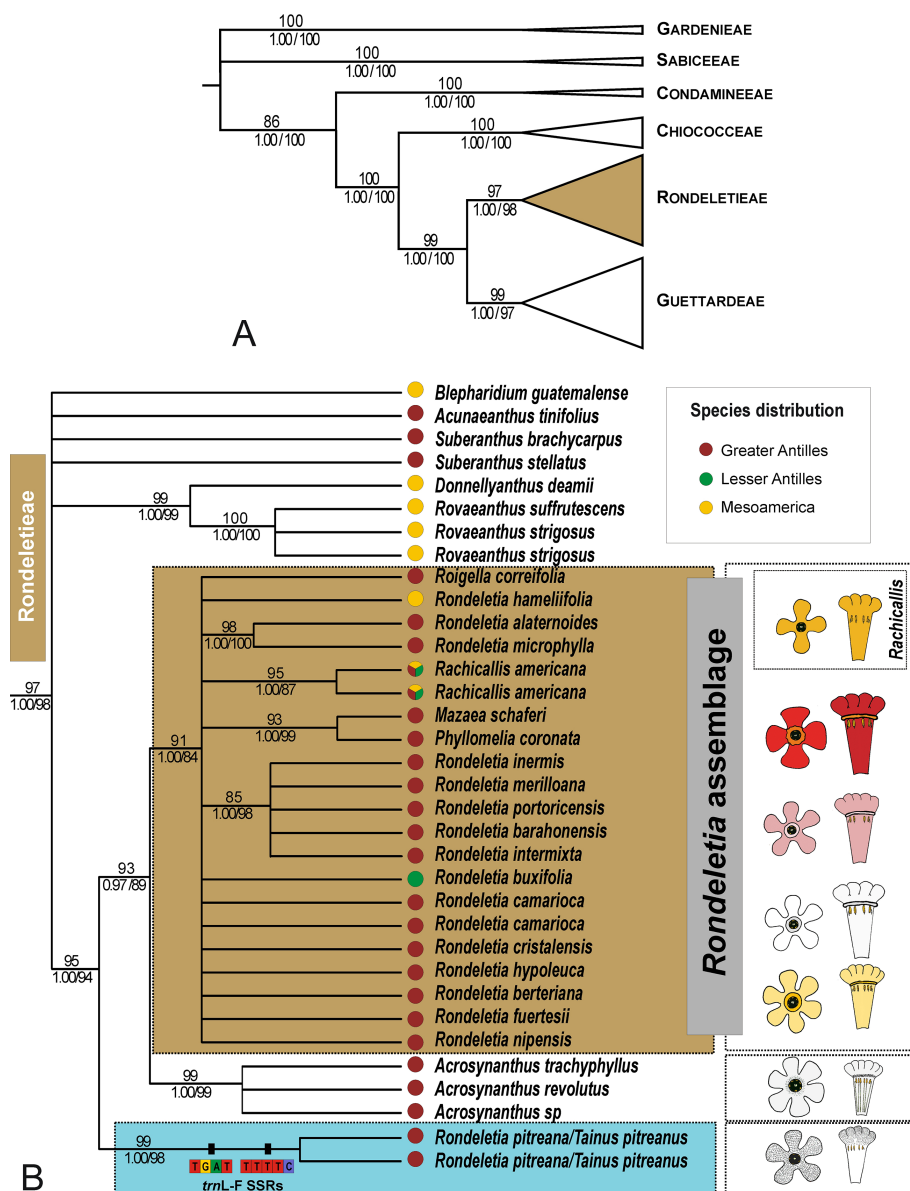 100
1.00/100
GARDENIEAE
100
1.00/100
SABICEEAE
100
1.00/100
CONDAMINEEAE
86
1.00/100
100
1.00/100
CHIOCOCCEAE
100
1.00/100
97
1.00/98
RONDELETIEAE
99
1.00/100
99
1.00/97
GUETTARDEAE
A
Rondeletieae
97
1.00/98
Blepharidium guatemalense
Acunaeanthus tinifolius
Suberanthus brachycarpus
Suberanthus stellatus
99
1.00/99
Donnellyanthus deamii
100
1.00/100
Rovaeanthus suffrutescens
Rovaeanthus strigosus
Rovaeanthus strigosus
Species distribution
Greater Antilles
Lesser Antilles
Mesoamerica
Roigella correifolia
Rondeletia hameliifolia
98
1.00/100
Rondeletia alaternoides
Rondeletia microphylla
95
1.00/87
Rachicallis americana
Rachicallis americana
93
1.00/99
Mazaea schaferi
Phyllomelia coronata
91
1.00/84
85
1.00/98
Rondeletia inermis
Rondeletia merilloana
Rondeletia portoricensis
Rondeletia barahonensis
Rondeletia intermixta
Rondeletia buxifolia
Rondeletia camarioca
Rondeletia camarioca
Rondeletia cristalensis
Rondeletia hypoleuca
Rondeletia berteriana
Rondeletia fuertesii
Rondeletia nipensis
Rondeletia assemblage
Rachicallis
93
0.97/89
95
1.00/94
99
1.00/99
Acrosynanthus trachyphyllus
Acrosynanthus revolutus
Acrosynanthus sp
99
1.00/98
TGAT TTTTC
trnL-F SSRs
Rondeletia pitreana/Tainus pitreanus
Rondeletia pitreana/Tainus pitreanus
B